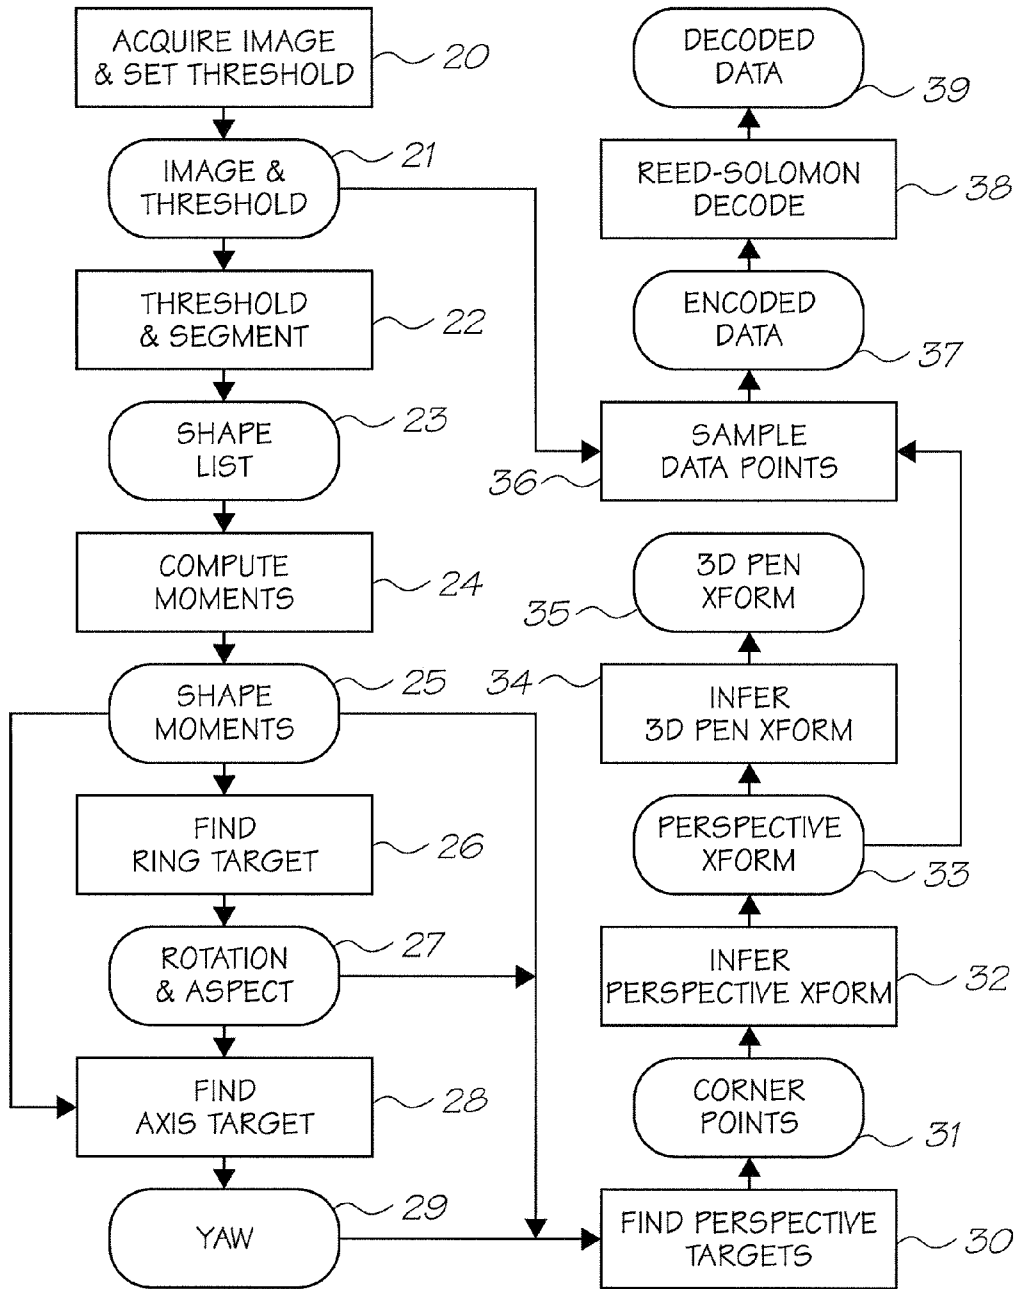 ACQUIRE IMAGE
& SET THRESHOLD
20
IMAGE &
THRESHOLD
21
THRESHOLD
& SEGMENT
22
SHAPE
LIST
23
COMPUTE
MOMENTS
24
SHAPE
MOMENTS
25
FIND
RING TARGET
26
ROTATION
& ASPECT
27
FIND
AXIS TARGET
28
YAW
29
FIND PERSPECTIVE
TARGETS
30
CORNER
POINTS
31
INFER
PERSPECTIVE XFORM
32
PERSPECTIVE
XFORM
33
INFER
3D PEN XFORM
34
3D PEN
XFORM
35
SAMPLE
DATA POINTS
36
ENCODED
DATA
37
REED-SOLOMON
DECODE
38
DECODED
DATA
39